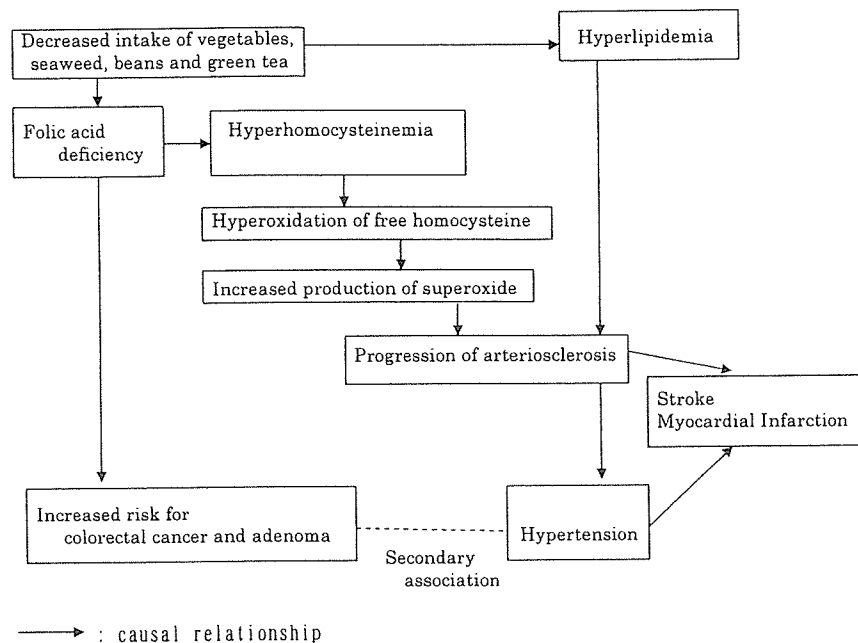 Decreased intake of vegetables,
seaweed, beans and green tea
Hyperlipidemia
Folic acid
deficiency
Hyperhomocysteinemia
Hyperoxidation of free homocysteine
Increased production of superoxide
Progression of arteriosclerosis
Stroke
Myocardial Infarction
Increased risk for
colorectal cancer and adenoma
Hypertension
Secondary
association
: causal relationship